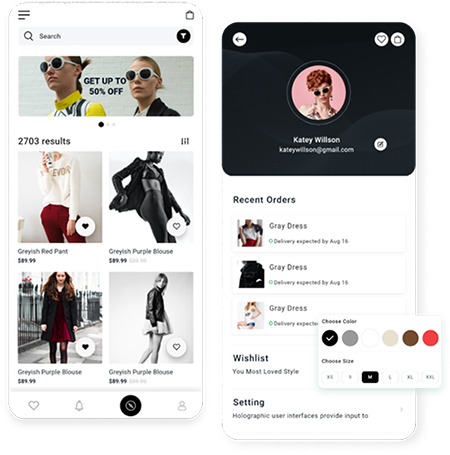 Search
GET UP TO
50% OFF
2703 results
Greyish Red Pant
$89.99
Greyish Purple Blouse
$89.99 $99.99
Greyish Purple Blouse
$89.99 $99.99
Greyish Purple Blouse
$89.99 $99.99
Katey Willson
kateywillson@gmail.com
Recent Orders
Gray Dress
Delivery expected by Aug 16
Gray Dress
Delivery expected by Aug 16
Gray Dress
Delivery expected
Choose Color
Choose Size
XS S M L XL XXL
Wishlist
You Most Loved Style
Setting
Holographic user interfaces provide input to